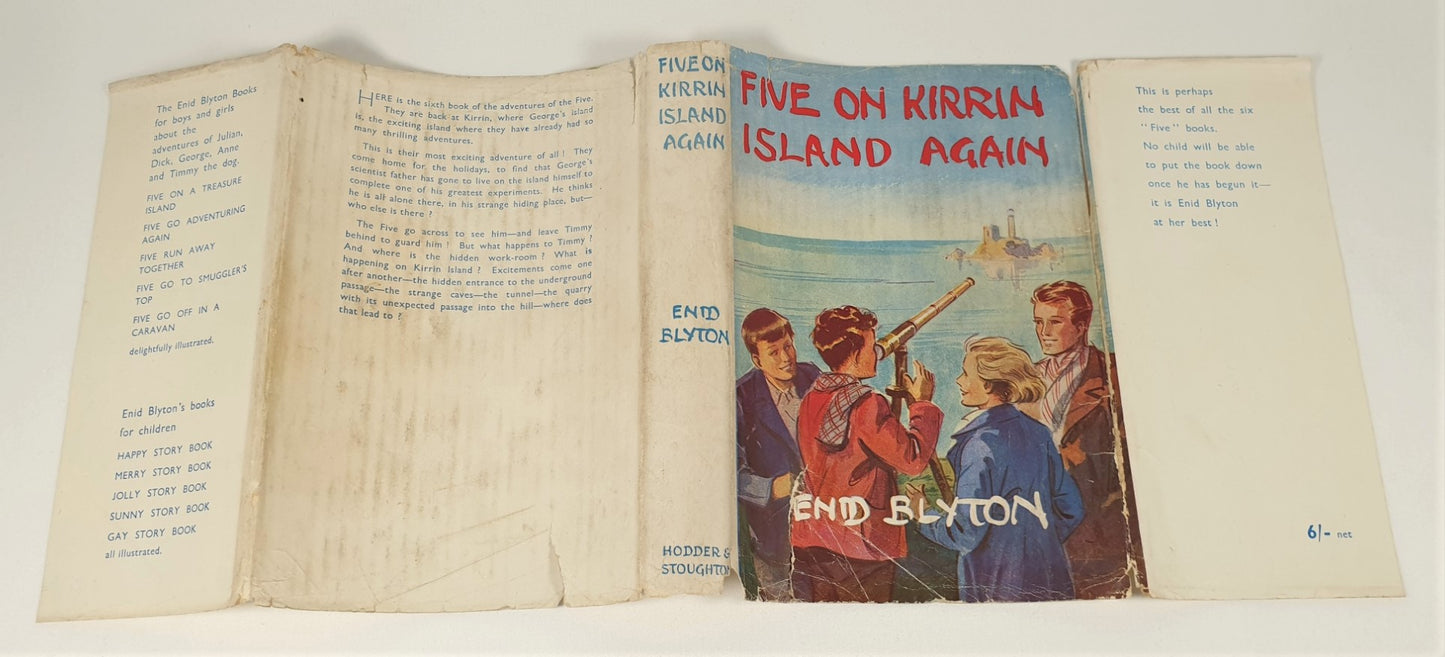 The Enid Blyton Books
for boys and girls
about the
adventures of Julian,
Dick, George, Anne
and Timmy the dog.
FIVE ON A TREASURE
ISLAND
FIVE GO ADVENTURING
AGAIN
FIVE RUN AWAY
TOGETHER
FIVE GO TO SMUGGLER'S
TOP
FIVE GO OFF IN A
CARAVAN
delightfully illustrated.
Enid Blyton's books
for children
HAPPY STORY BOOK
MERRY STORY BOOK
JOLLY STORY BOOK
SUNNY STORY BOOK
GAY STORY BOOK
all illustrated.
HERE is the sixth book of the adventures of the Five.
They are back at Kirrin, where George's island
is, the exciting island where they have already had so
many thrilling adventures.
This is their most exciting adventure of all! They
come home for the holidays, to find that George's
scientist father has gone to live on the island himself to
complete one of his greatest experiments. He thinks
he is all alone there, in his strange hiding place, but—
who else is there?
The Five go across to see him—and leave Timmy
behind to guard him! But what happens to Timmy?
And where is the hidden work-room? What is
happening on Kirrin Island? Excitements come one
after another—the hidden entrance to the underground
passage—the strange caves—the tunnel—the quarry
with its unexpected passage into the hill—where does
that lead to?
FIVE ON
KIRRIN
ISLAND
AGAIN
ENID
BLYTON
HODDER &
STOUGHTON
FIVE ON KIRRIN
ISLAND AGAIN
ENID BLYTON
This is perhaps
the best of all the six
"Five" books.
No child will be able
to put the book down
once he has begun it—
it is Enid Blyton
at her best!
6/- net